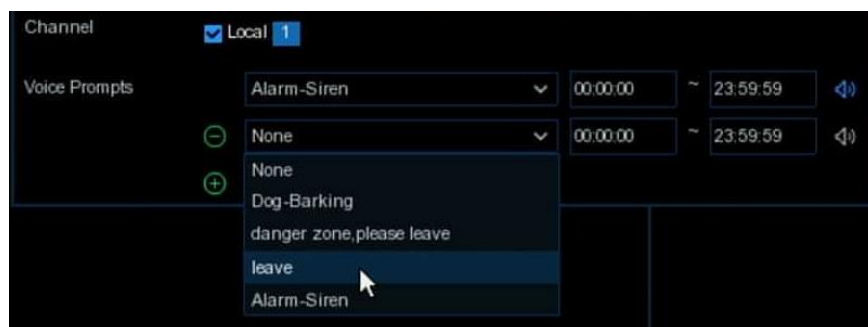 Channel Local 1
Voice Prompts Alarm-Siren 00:00:00 ~ 23:59:59
None 00:00:00 ~ 23:59:59
None
Dog-Barking
danger zone,please leave
leave
Alarm-Siren